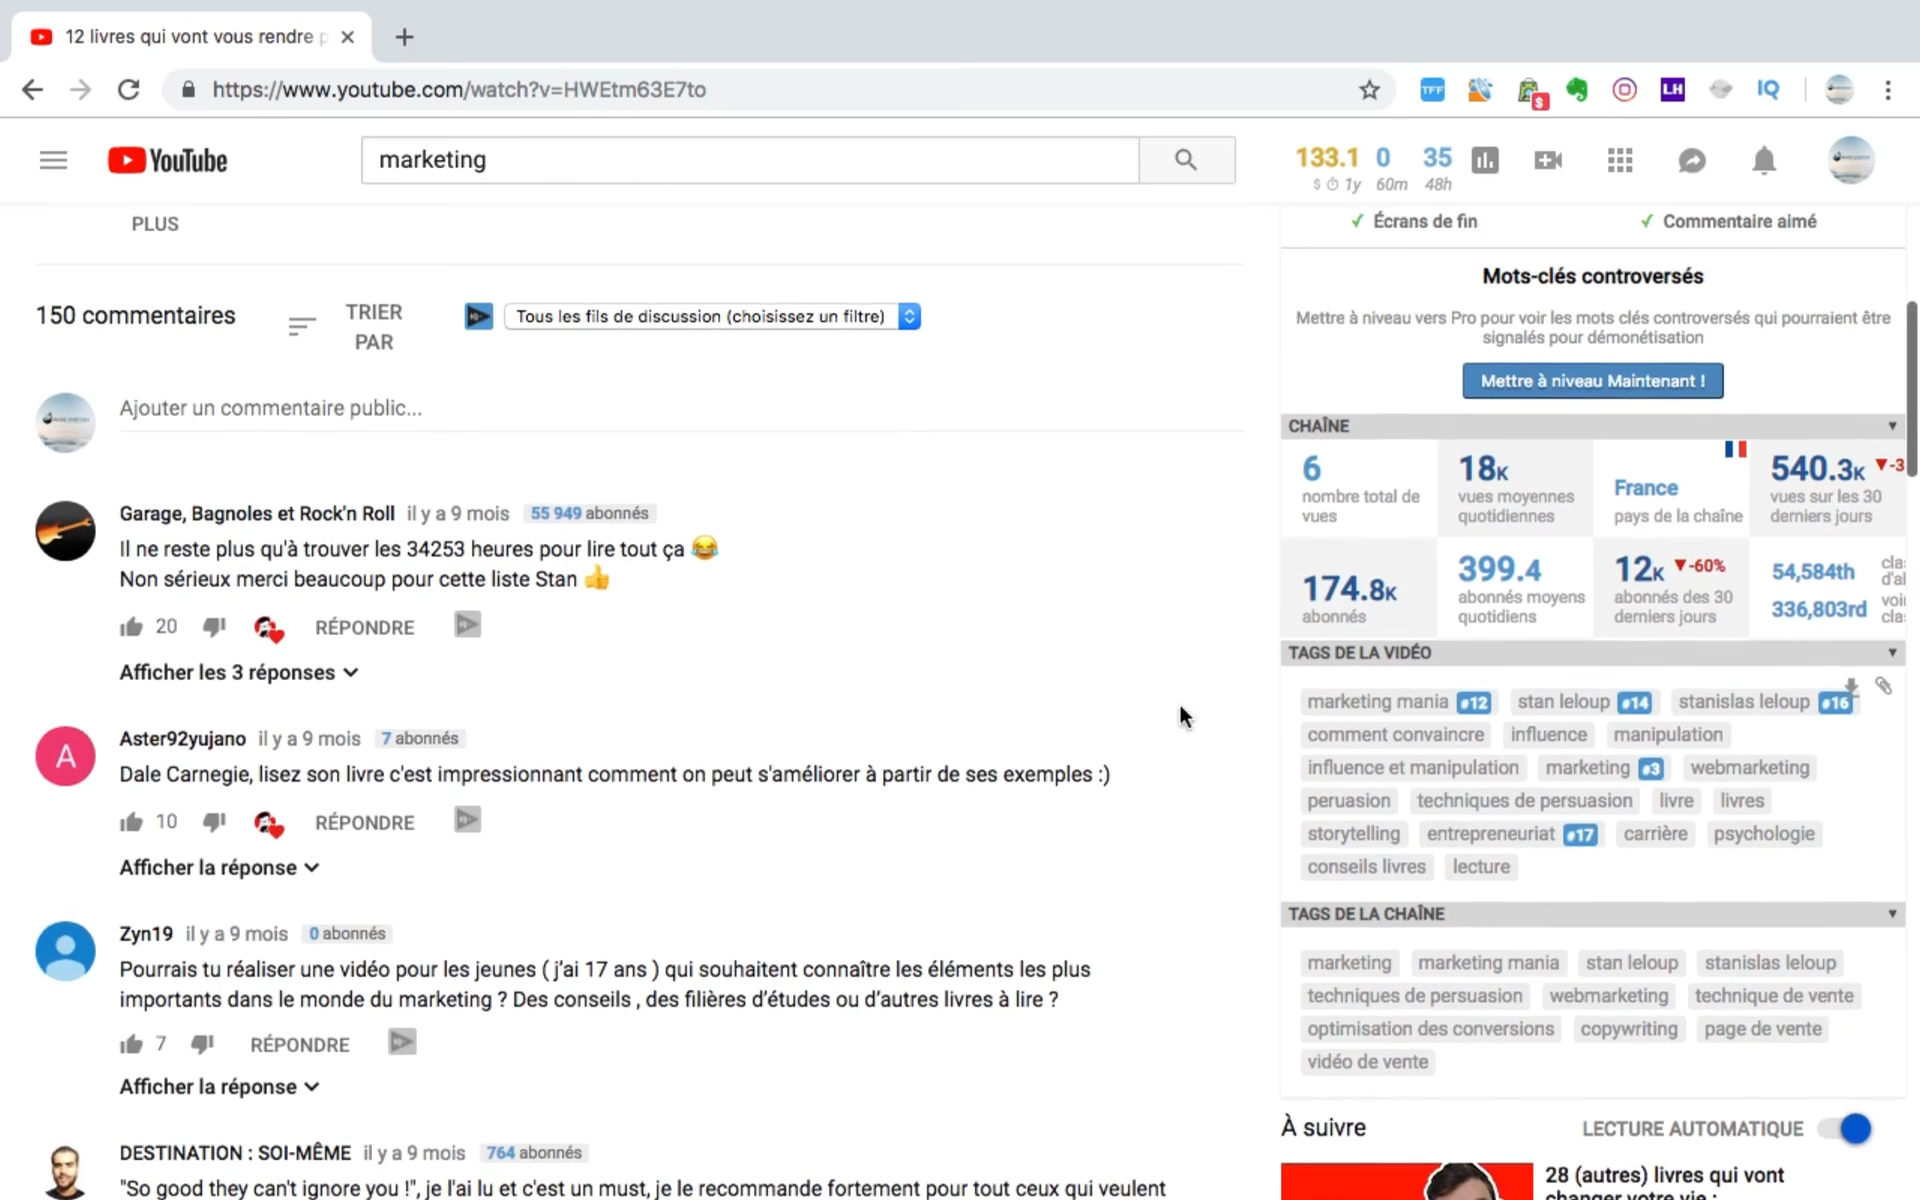 12 livres qui vont vous rendre p
https://www.youtube.com/watch?v=HWEtm63E7to
TFF
$
LH
IQ
YouTube
marketing
133.1 0 35
$ 1y 60m 48h
PLUS
150 commentaires
TRIER
PAR
Tous les fils de discussion (choisissez un filtre)
Ajouter un commentaire public...
Garage, Bagnoles et Rock'n Roll il y a 9 mois 55 949 abonnés
Il ne reste plus qu'à trouver les 34253 heures pour lire tout ça 😂
Non sérieux merci beaucoup pour cette liste Stan 👍
20 RÉPONDRE
Afficher les 3 réponses
A
Aster92yujano il y a 9 mois 7 abonnés
Dale Carnegie, lisez son livre c'est impressionnant comment on peut s'améliorer à partir de ses exemples :)
10 RÉPONDRE
Afficher la réponse
Zyn19 il y a 9 mois 0 abonnés
Pourrais tu réaliser une vidéo pour les jeunes ( j'ai 17 ans ) qui souhaitent connaître les éléments les plus
importants dans le monde du marketing ? Des conseils , des filières d'études ou d'autres livres à lire ?
7 RÉPONDRE
Afficher la réponse
DESTINATION : SOI-MÊME il y a 9 mois 764 abonnés
"So good they can't ignore you !", je l'ai lu et c'est un must, je le recommande fortement pour tout ceux qui veulent
✓ Écrans de fin ✓ Commentaire aimé
Mots-clés controversés
Mettre à niveau vers Pro pour voir les mots clés controversés qui pourraient être
signalés pour démonétisation
Mettre à niveau Maintenant !
CHAÎNE
6
nombre total de
vues
18K
vues moyennes
quotidiennes
France
pays de la chaîne
540.3K ▼-3
vues sur les 30
derniers jours
174.8K
abonnés
399.4
abonnés moyens
quotidiens
12K ▼-60%
abonnés des 30
derniers jours
54,584th
336,803rd
TAGS DE LA VIDÉO
marketing mania #12 stan leloup #14 stanislas leloup #16
comment convaincre influence manipulation
influence et manipulation marketing #3 webmarketing
peruasion techniques de persuasion livre livres
storytelling entrepreneuriat #17 carrière psychologie
conseils livres lecture
TAGS DE LA CHAÎNE
marketing marketing mania stan leloup stanislas leloup
techniques de persuasion webmarketing technique de vente
optimisation des conversions copywriting page de vente
vidéo de vente
À suivre LECTURE AUTOMATIQUE
28 (autres) livres qui vont
changer votre vie :